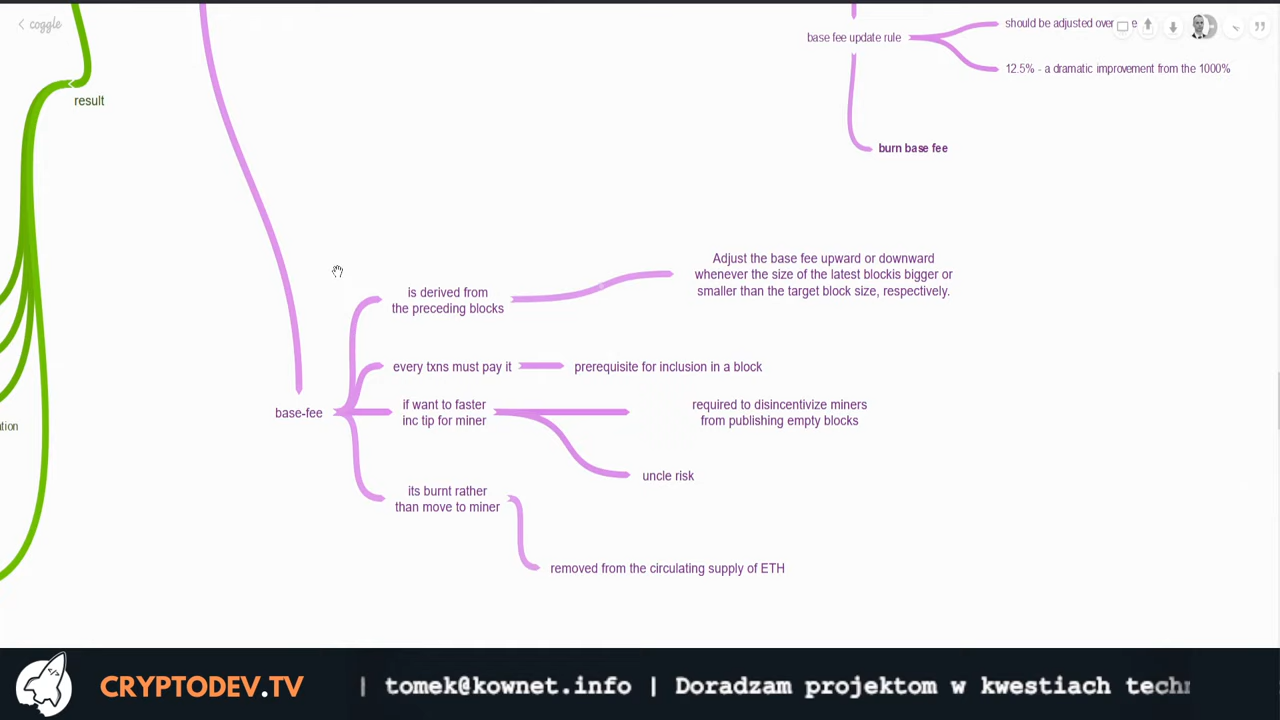 coggle
result
base fee update rule
should be adjusted over
e
12.5% - a dramatic improvement from the 1000%
burn base fee
Adjust the base fee upward or downward
whenever the size of the latest blockis bigger or
smaller than the target block size, respectively.
is derived from
the preceding blocks
every txns must pay it
prerequisite for inclusion in a block
base-fee
if want to faster
inc tip for miner
required to disincentivize miners
from publishing empty blocks
ation
uncle risk
its burnt rather
than move to miner
removed from the circulating supply of ETH
CRYPTODEV.TV
| tomek@kownet.info | Doradzam projektom w kwestiach techn